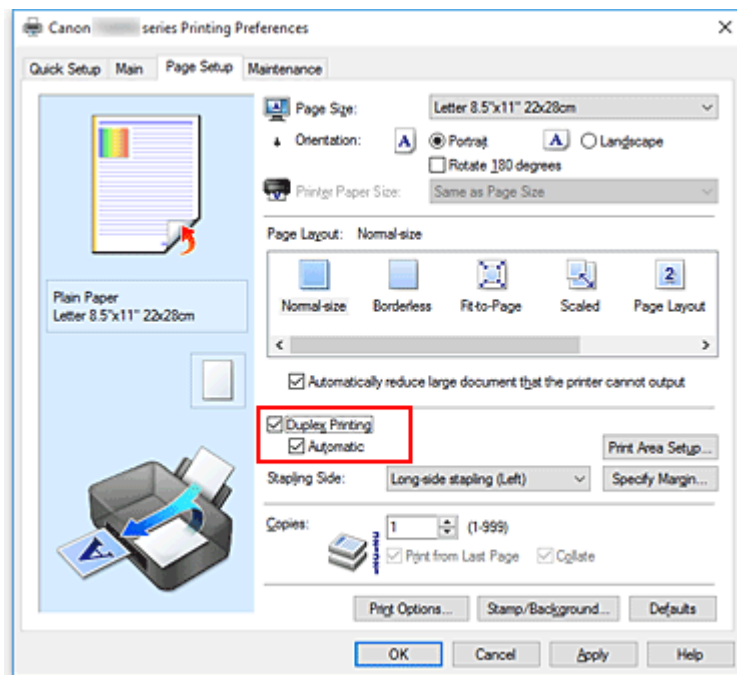 Canon series Printing Preferences
Quick Setup Main Page Setup Maintenance
Page Size: Letter 8.5"x11" 22x28cm
Orientation: A Portrait A Landscape
Rotate 180 degrees
Printer Paper Size: Same as Page Size
Page Layout: Normal-size
2
Normal-size Borderless Fit-to-Page Scaled Page Layout
Plain Paper
Letter 8.5"x11" 22x28cm
Automatically reduce large document that the printer cannot output
Duplex Printing
Automatic
Print Area Setup...
Stapling Side: Long-side stapling (Left) Specify Margin...
Copies: 1 (1-999)
Print from Last Page Collate
A
Print Options... Stamp/Background... Defaults
OK Cancel Apply Help